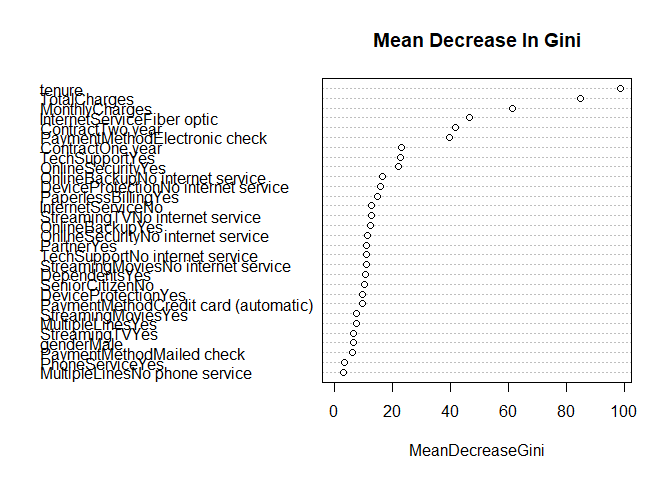 Mean Decrease In Gini
tenure
TotalCharges
MonthlyCharges
InternetServiceFiber optic
ContractTwo year
PaymentMethodElectronic check
ContractOne year
TechSupportYes
OnlineSecurityYes
OnlineBackupNo internet service
DeviceProtectionNo internet service
PaperlessBillingYes
InternetServiceNo
StreamingTVNo internet service
OnlineBackupYes
OnlineSecurityNo internet service
PartnerYes
TechSupportNo internet service
StreamingMoviesNo internet service
DependentsYes
SeniorCitizenNo
DeviceProtectionYes
PaymentMethodCredit card (automatic)
StreamingMoviesYes
MultipleLinesYes
StreamingTVYes
genderMale
PaymentMethodMailed check
PhoneServiceYes
MultipleLinesNo phone service
0 20 40 60 80 100
MeanDecreaseGini